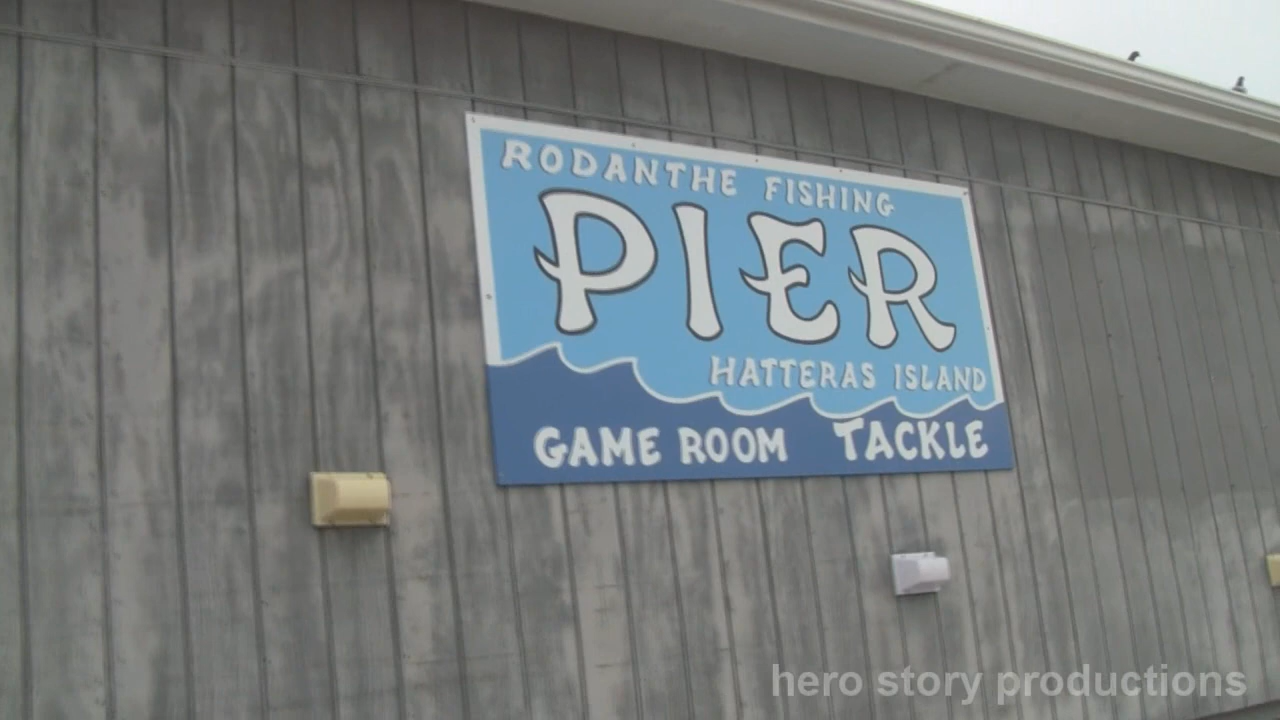 RODANTHE FISHING
PIER
HATTERAS ISLAND
GAME ROOM TACKLE
hero story productions